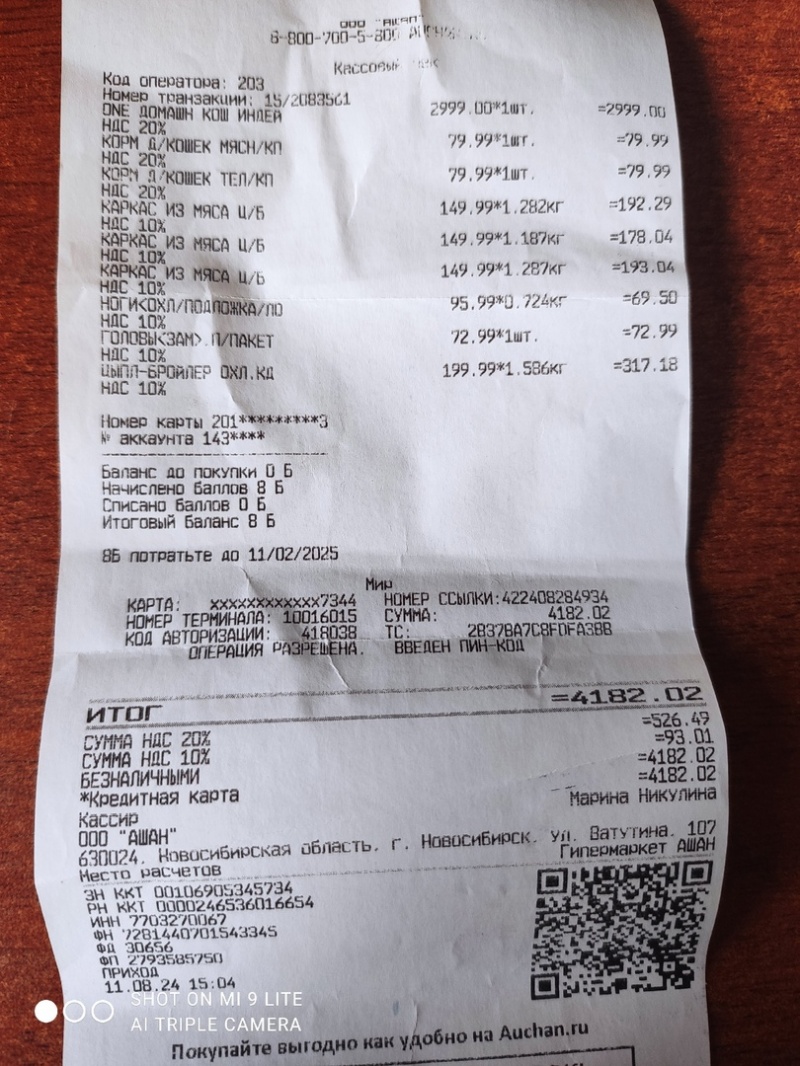 ООО "АШАН"
Код оператора: 203
Номер транзакции: 15/2083561
ONE ДОМАШН КОШ ИНДЕЙ 2999.00*1шт. =2999.00
НДС 20%
КОРМ Д/КОШЕК МЯСН/КП 79.99*1шт. =79.99
НДС 20%
КОРМ Д/КОШЕК ТЕЛ/КП 79.99*1шт. =79.99
НДС 20%
КАРКАС ИЗ МЯСА Ц/Б 149.99*1.282кг =192.29
НДС 10%
КАРКАС ИЗ МЯСА Ц/Б 149.99*1.187кг =178.04
НДС 10%
КАРКАС ИЗ МЯСА Ц/Б 149.99*1.287кг =193.04
НДС 10%
НОГИ<ОХЛ/ПОДЛОЖКА/ЛО 95.99*0.724кг =69.50
НДС 10%
ГОЛОВЫ<ЗАМ>.П/ПАКЕТ 72.99*1шт. =72.99
НДС 10%
ЦЫПЛ-БРОЙЛЕР ОХЛ.КД 199.99*1.586кг =317.18
НДС 10%
Номер карты 201*********3
№ аккаунта 143****
Баланс до покупки 0 Б
Начислено баллов 8 Б
Списано баллов 0 Б
Итоговый Баланс 8 Б
8Б потратьте до 11/02/2025
Мир
КАРТА: xxxxxxxxxxxx7344 НОМЕР ССЫЛКИ:422408284934
НОМЕР ТЕРМИНАЛА: 10016015 СУММА: 4182.02
КОД АВТОРИЗАЦИИ: 418038 ТС: 2B37BA7C8FDFA3BB
ОПЕРАЦИЯ РАЗРЕШЕНА. ВВЕДЕН ПИН-КОД
ИТОГ =4182.02
СУММА НДС 20% =526.49
СУММА НДС 10% =93.01
БЕЗНАЛИЧНЫМИ =4182.02
*Кредитная карта =4182.02
Кассир Марина Никулина
ООО "АШАН"
630024, Новосибирская область, г. Новосибирск, ул. Ватутина, 107
Место расчетов Гипермаркет АШАН
ЗН ККТ 00106905345734
РН ККТ 0000246536016654
ИНН 7703270067
ФН 7281440701543345
ФД 30656
ФП 2793585750
ПРИХОД
11.08.24 15:04
SHOT ON MI 9 LITE
AI TRIPLE CAMERA
Покупайте выгодно как удобно на Auchan.ru